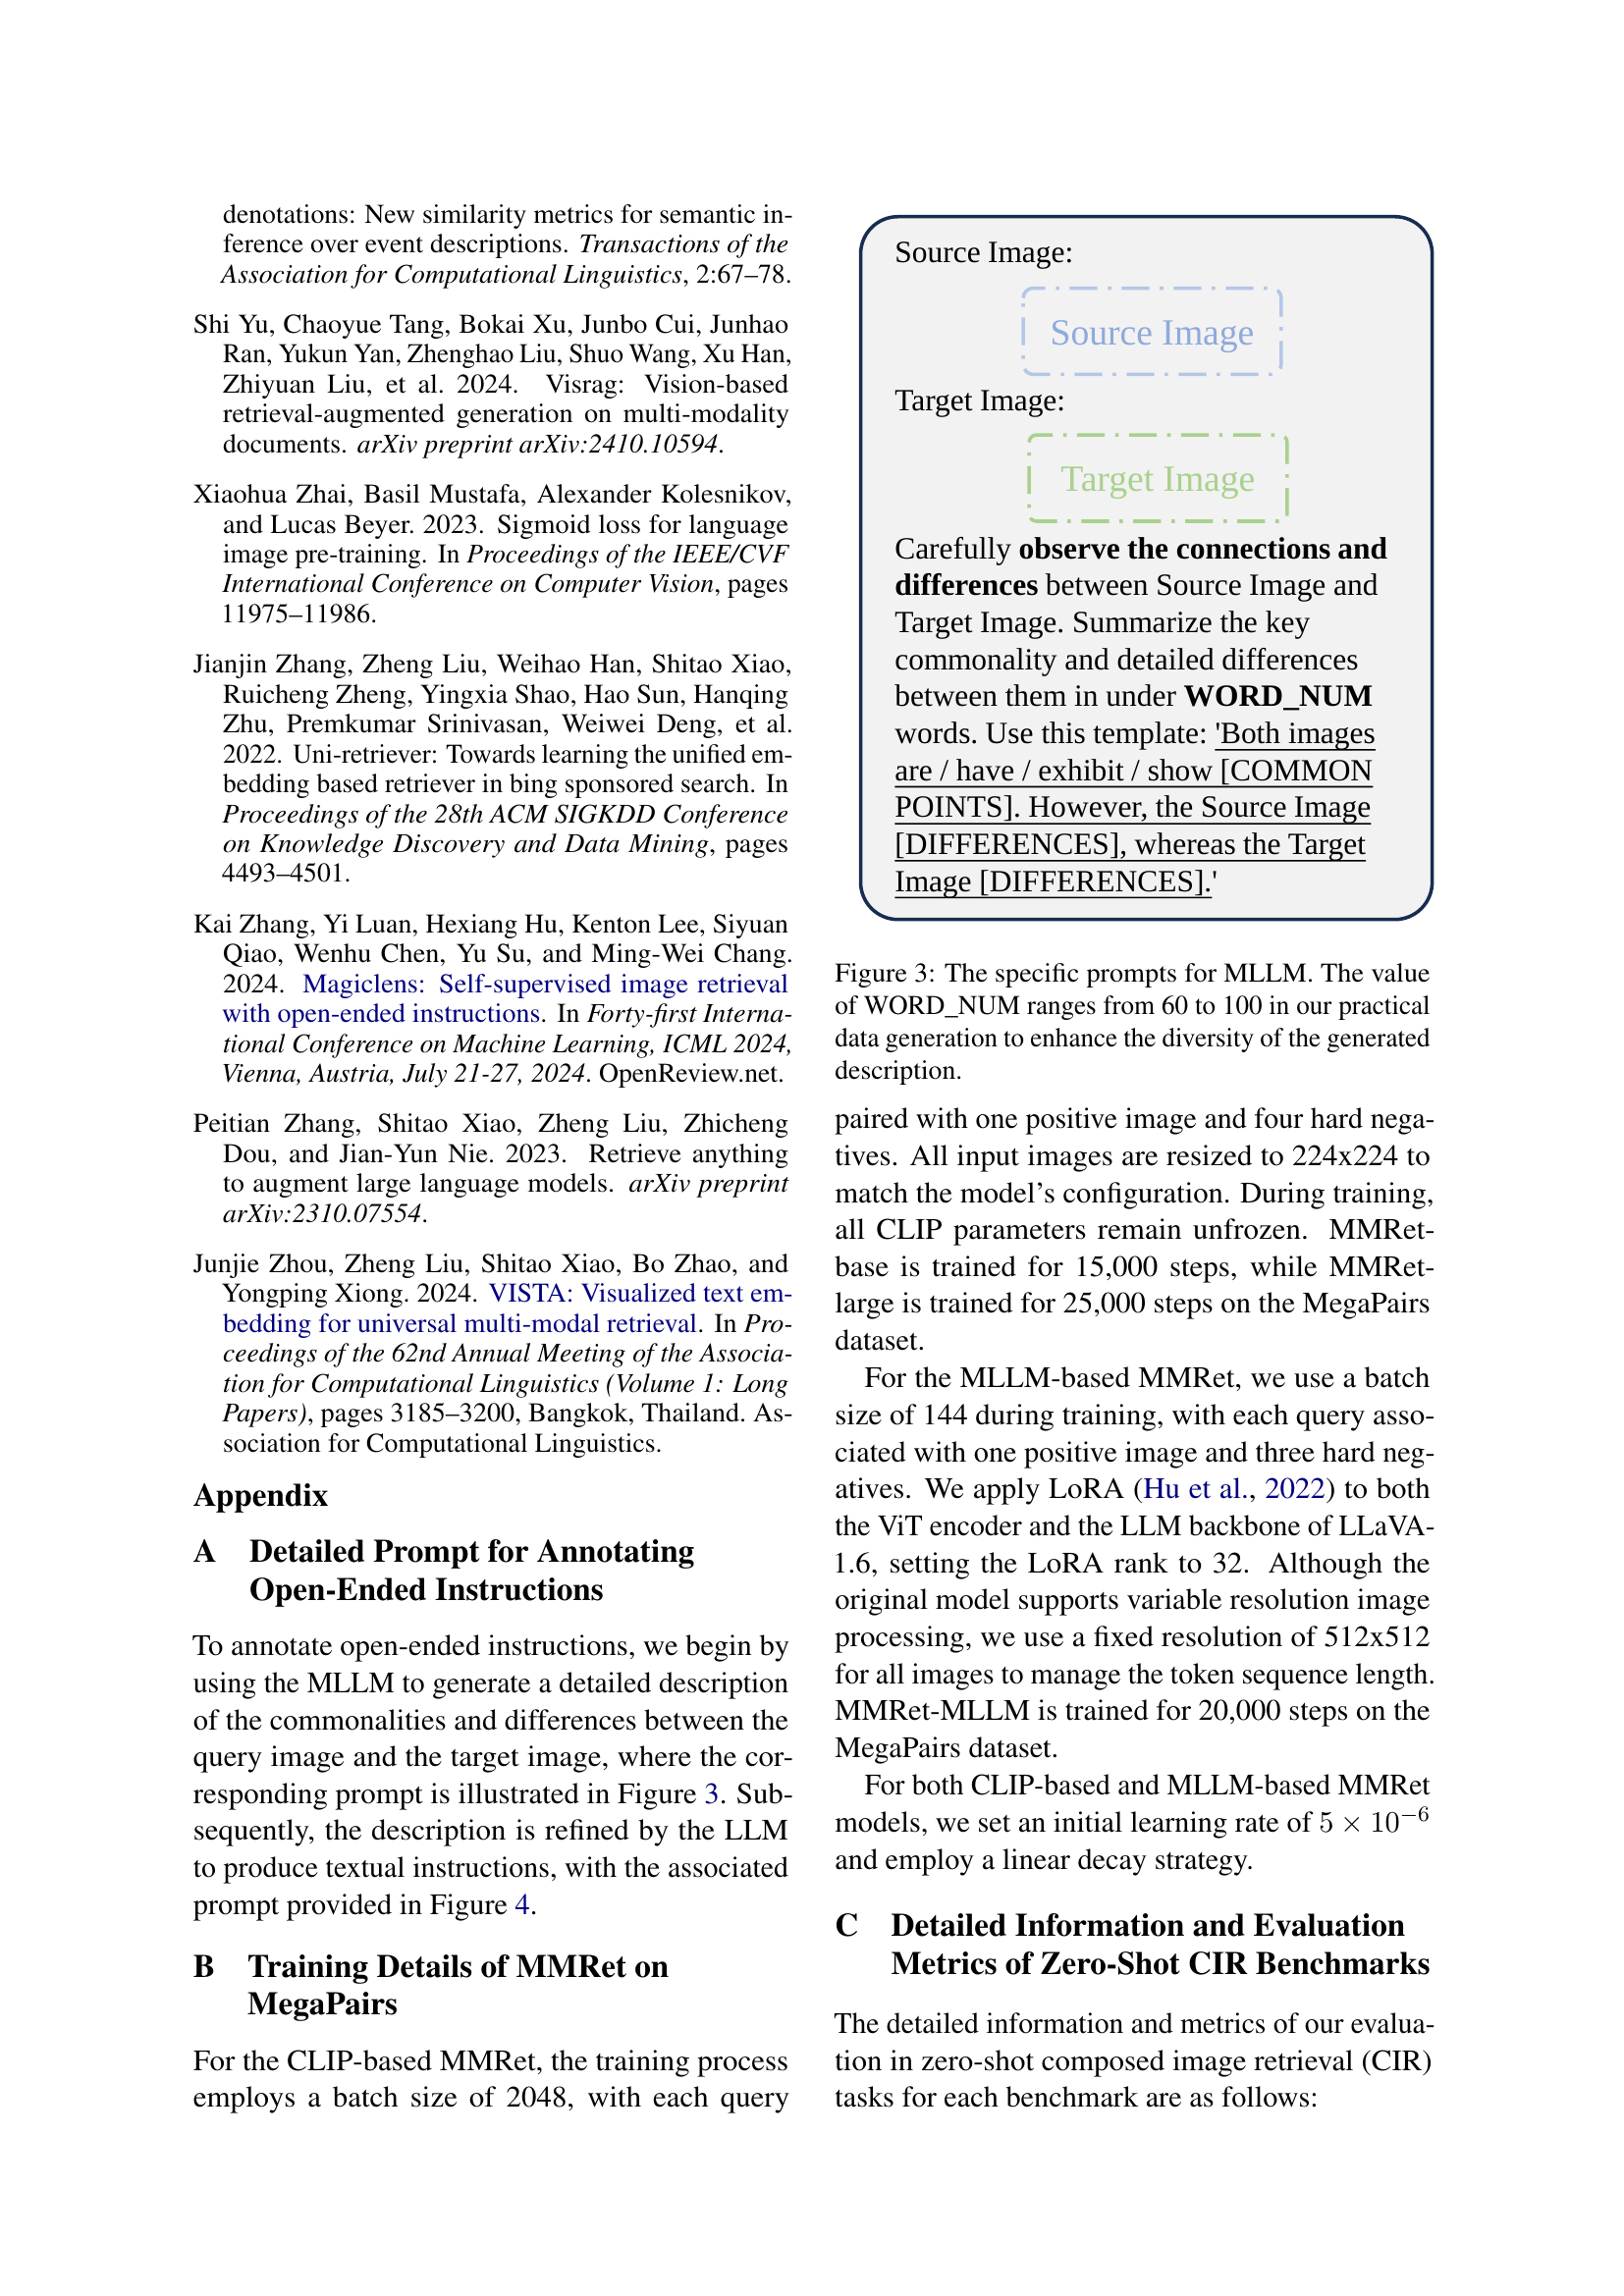 denotations: New similarity metrics for semantic in-
ference over event descriptions. Transactions of the
Association for Computational Linguistics, 2:67–78.
Shi Yu, Chaoyue Tang, Bokai Xu, Junbo Cui, Junhao
Ran, Yukun Yan, Zhenghao Liu, Shuo Wang, Xu Han,
Zhiyuan Liu, et al. 2024. Visrag: Vision-based
retrieval-augmented generation on multi-modality
documents. arXiv preprint arXiv:2410.10594.
Xiaohua Zhai, Basil Mustafa, Alexander Kolesnikov,
and Lucas Beyer. 2023. Sigmoid loss for language
image pre-training. In Proceedings of the IEEE/CVF
International Conference on Computer Vision, pages
11975–11986.
Jianjin Zhang, Zheng Liu, Weihao Han, Shitao Xiao,
Ruicheng Zheng, Yingxia Shao, Hao Sun, Hanqing
Zhu, Premkumar Srinivasan, Weiwei Deng, et al.
2022. Uni-retriever: Towards learning the unified em-
bedding based retriever in bing sponsored search. In
Proceedings of the 28th ACM SIGKDD Conference
on Knowledge Discovery and Data Mining, pages
4493–4501.
Kai Zhang, Yi Luan, Hexiang Hu, Kenton Lee, Siyuan
Qiao, Wenhu Chen, Yu Su, and Ming-Wei Chang.
2024. Magiclens: Self-supervised image retrieval
with open-ended instructions. In Forty-first Interna-
tional Conference on Machine Learning, ICML 2024,
Vienna, Austria, July 21-27, 2024. OpenReview.net.
Peitian Zhang, Shitao Xiao, Zheng Liu, Zhicheng
Dou, and Jian-Yun Nie. 2023. Retrieve anything
to augment large language models. arXiv preprint
arXiv:2310.07554.
Junjie Zhou, Zheng Liu, Shitao Xiao, Bo Zhao, and
Yongping Xiong. 2024. VISTA: Visualized text em-
bedding for universal multi-modal retrieval. In Pro-
ceedings of the 62nd Annual Meeting of the Associa-
tion for Computational Linguistics (Volume 1: Long
Papers), pages 3185–3200, Bangkok, Thailand. As-
sociation for Computational Linguistics.
Appendix
A Detailed Prompt for Annotating
Open-Ended Instructions
To annotate open-ended instructions, we begin by
using the MLLM to generate a detailed description
of the commonalities and differences between the
query image and the target image, where the cor-
responding prompt is illustrated in Figure 3. Sub-
sequently, the description is refined by the LLM
to produce textual instructions, with the associated
prompt provided in Figure 4.
B Training Details of MMRet on
MegaPairs
For the CLIP-based MMRet, the training process
employs a batch size of 2048, with each query
Source Image:
Source Image
Target Image:
Target Image
Carefully observe the connections and
differences between Source Image and
Target Image. Summarize the key
commonality and detailed differences
between them in under WORD_NUM
words. Use this template: 'Both images
are / have / exhibit / show [COMMON
POINTS]. However, the Source Image
[DIFFERENCES], whereas the Target
Image [DIFFERENCES].'
Figure 3: The specific prompts for MLLM. The value
of WORD_NUM ranges from 60 to 100 in our practical
data generation to enhance the diversity of the generated
description.
paired with one positive image and four hard nega-
tives. All input images are resized to 224x224 to
match the model's configuration. During training,
all CLIP parameters remain unfrozen. MMRet-
base is trained for 15,000 steps, while MMRet-
large is trained for 25,000 steps on the MegaPairs
dataset.
For the MLLM-based MMRet, we use a batch
size of 144 during training, with each query asso-
ciated with one positive image and three hard neg-
atives. We apply LoRA (Hu et al., 2022) to both
the ViT encoder and the LLM backbone of LLaVA-
1.6, setting the LoRA rank to 32. Although the
original model supports variable resolution image
processing, we use a fixed resolution of 512x512
for all images to manage the token sequence length.
MMRet-MLLM is trained for 20,000 steps on the
MegaPairs dataset.
For both CLIP-based and MLLM-based MMRet
models, we set an initial learning rate of 5 × 10⁻⁶
and employ a linear decay strategy.
C Detailed Information and Evaluation
Metrics of Zero-Shot CIR Benchmarks
The detailed information and metrics of our evalua-
tion in zero-shot composed image retrieval (CIR)
tasks for each benchmark are as follows: